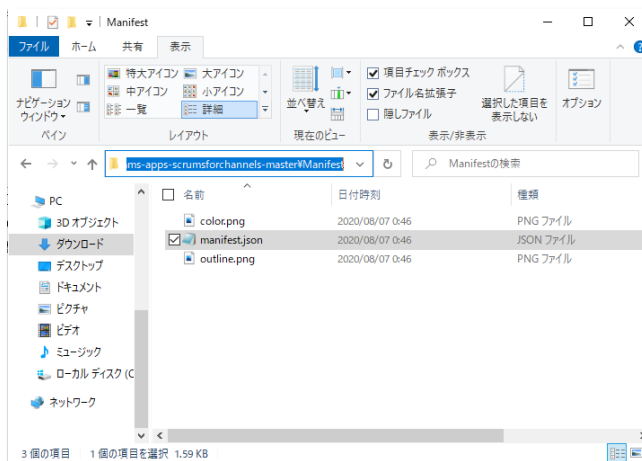 Manifest
ファイル ホーム 共有 表示
特大アイコン 大アイコン
中アイコン 小アイコン
一覧 詳細
ナビゲーション
ウィンドウ
並べ替え
項目チェック ボックス
ファイル名拡張子
隠しファイル
選択した項目を
表示しない
オプション
ペイン レイアウト 現在のビュー 表示/非表示
ms-apps-scrumsforchannels-master¥Manifest
Manifestの検索
名前 日付時刻 種類
color.png 2020/08/07 0:46 PNG ファイル
manifest.json 2020/08/07 0:46 JSON ファイル
outline.png 2020/08/07 0:46 PNG ファイル
PC
3D オブジェクト
ダウンロード
デスクトップ
ドキュメント
ピクチャ
ビデオ
ミュージック
ローカル ディスク (C
ネットワーク
3 個の項目 1 個の項目を選択 1.59 KB